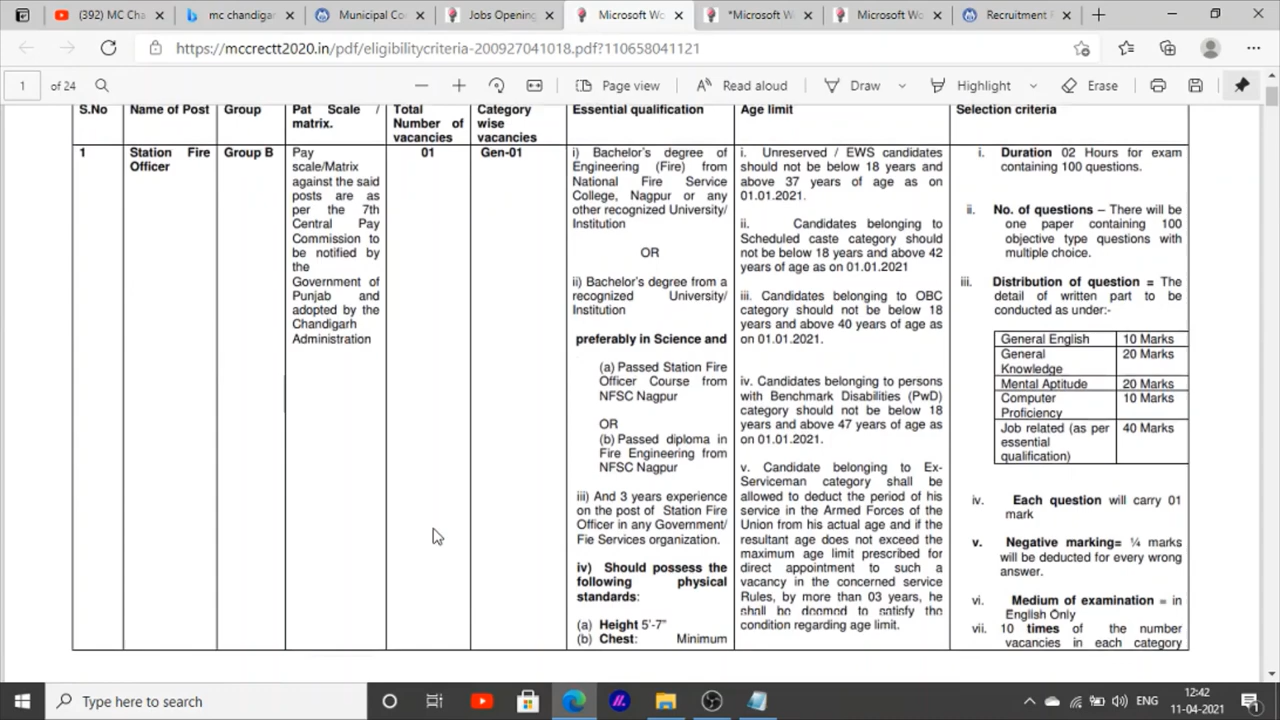 (392) MC Cha
mc chandigar
Municipal Co
Jobs Opening
Microsoft Wo
*Microsoft W
Microsoft Wo
Recruitment
https://mccrectt2020.in/pdf/eligibilitycriteria-200927041018.pdf?110658041121
1 of 24
Page view
Read aloud
Draw
Highlight
Erase
S.No
Name of Post
Group
Pat Scale /
matrix.
Total
Number of
vacancies
Category
wise
vacancies
Essential qualification
Age limit
Selection criteria
1
Station Fire
Officer
Group B
Pay
scale/Matrix
against the said
posts are as
per the 7th
Central Pay
Commission to
be notified by
the
Government of
Punjab and
adopted by the
Chandigarh
Administration
01
Gen-01
i) Bachelor's degree of
Engineering (Fire) from
National Fire Service
College, Nagpur or any
other recognized University/
Institution
OR
ii) Bachelor's degree from a
recognized University/
Institution
preferably in Science and
(a) Passed Station Fire
Officer Course from
NFSC Nagpur
OR
(b) Passed diploma in
Fire Engineering from
NFSC Nagpur
iii) And 3 years experience
on the post of Station Fire
Officer in any Government/
Fie Services organization.
iv) Should possess the
following physical
standards:
(a) Height 5'-7"
(b) Chest: Minimum
i. Unreserved / EWS candidates
should not be below 18 years and
above 37 years of age as on
01.01.2021.
ii. Candidates belonging to
Scheduled caste category should
not be below 18 years and above 42
years of age as on 01.01.2021
iii. Candidates belonging to OBC
category should not be below 18
years and above 40 years of age as
on 01.01.2021.
iv. Candidates belonging to persons
with Benchmark Disabilities (PwD)
category should not be below 18
years and above 47 years of age as
on 01.01.2021.
v. Candidate belonging to Ex-
Serviceman category shall be
allowed to deduct the period of his
service in the Armed Forces of the
Union from his actual age and if the
resultant age does not exceed the
maximum age limit prescribed for
direct appointment to such a
vacancy in the concerned service
Rules, by more than 03 years, he
shall be deemed to satisfy the
condition regarding age limit.
i. Duration 02 Hours for exam
containing 100 questions.
ii. No. of questions – There will be
one paper containing 100
objective type questions with
multiple choice.
iii. Distribution of question = The
detail of written part to be
conducted as under:-
General English 10 Marks
General 20 Marks
Knowledge
Mental Aptitude 20 Marks
Computer 10 Marks
Proficiency
Job related (as per 40 Marks
essential
qualification)
iv. Each question will carry 01
mark
v. Negative marking= ¼ marks
will be deducted for every wrong
answer.
vi. Medium of examination = in
English Only
vii. 10 times of the number
vacancies in each category
Type here to search
ENG
12:42
11-04-2021
1